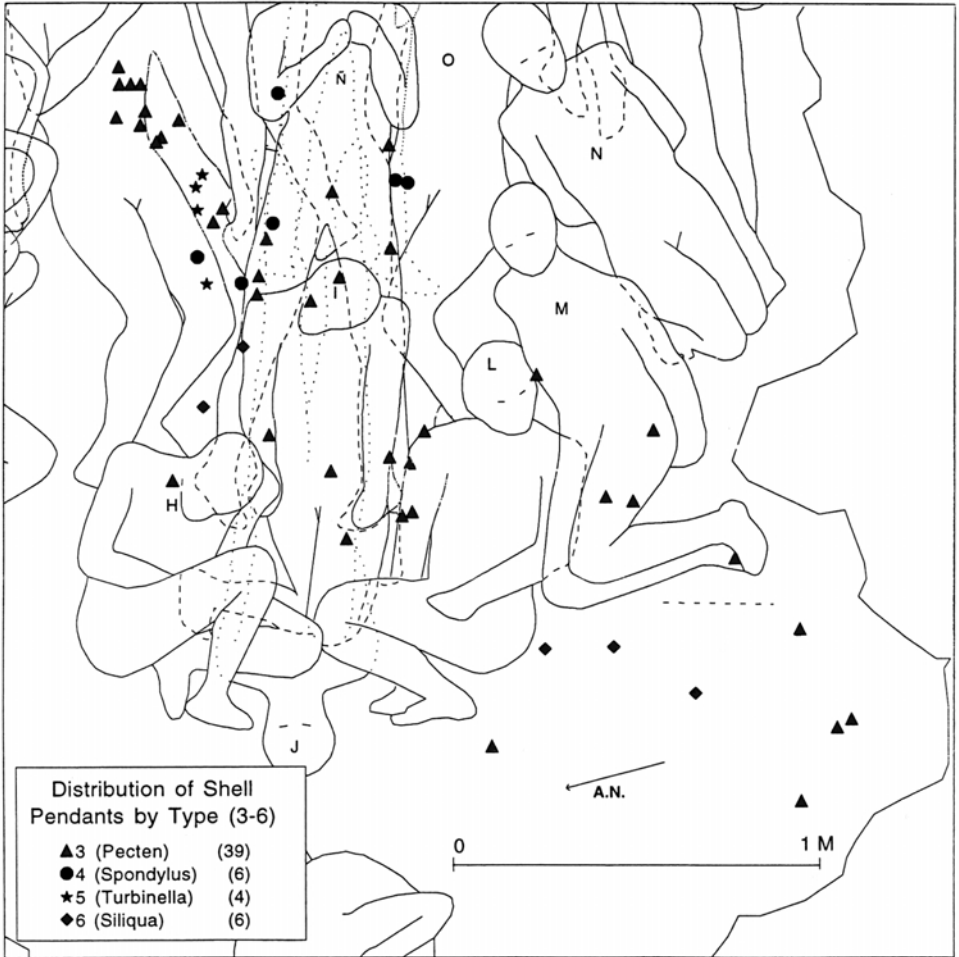 O
Ñ
N
I
M
L
H
J
A.N.
0 1 M
Distribution of Shell
Pendants by Type (3-6)
3 (Pecten) (39)
4 (Spondylus) (6)
5 (Turbinella) (4)
6 (Siliqua) (6)